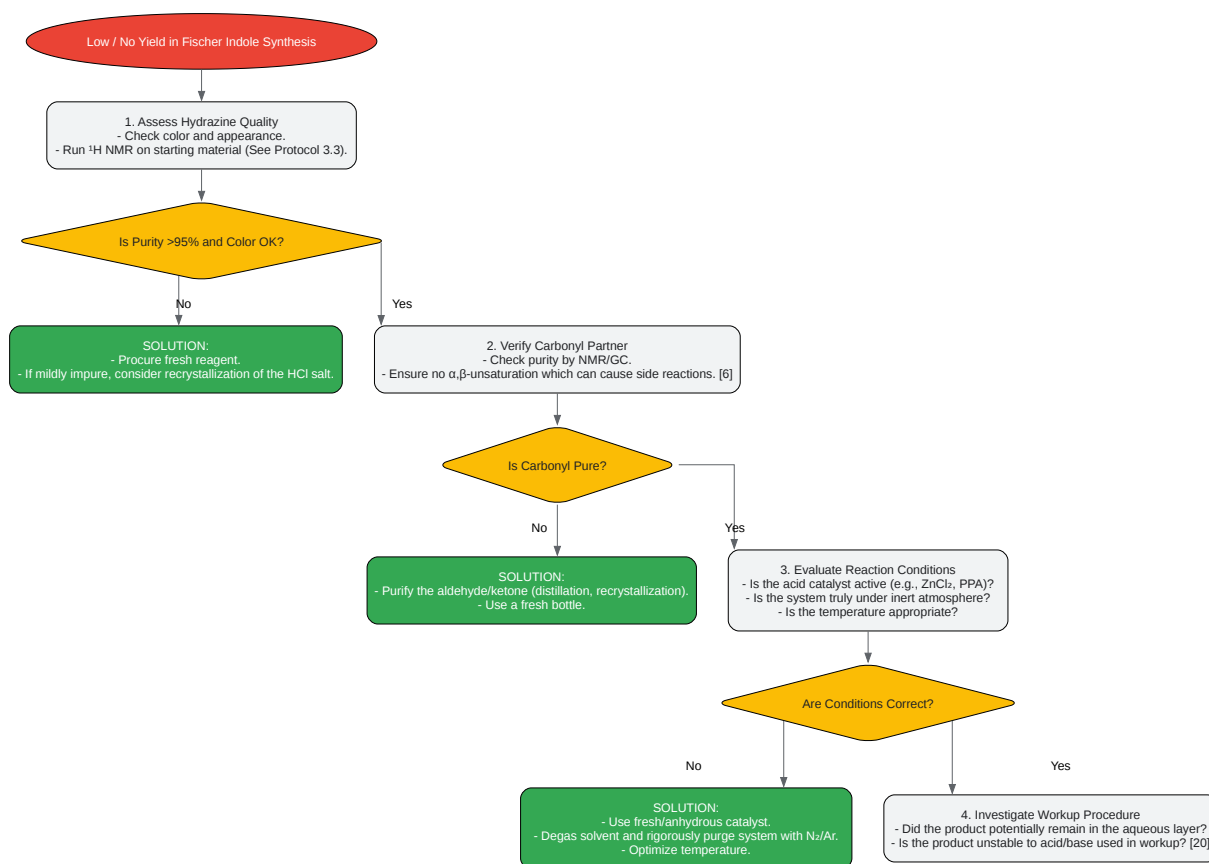 Low / No Yield in Fischer Indole Synthesis
1. Assess Hydrazine Quality
- Check color and appearance.
- Run ¹H NMR on starting material (See Protocol 3.3).
Is Purity >95% and Color OK?
No
Yes
SOLUTION:
- Procure fresh reagent.
- If mildly impure, consider recrystallization of the HCl salt.
2. Verify Carbonyl Partner
- Check purity by NMR/GC.
- Ensure no α,β-unsaturation which can cause side reactions. [6]
Is Carbonyl Pure?
No
Yes
SOLUTION:
- Purify the aldehyde/ketone (distillation, recrystallization).
- Use a fresh bottle.
3. Evaluate Reaction Conditions
- Is the acid catalyst active (e.g., ZnCl₂, PPA)?
- Is the system truly under inert atmosphere?
- Is the temperature appropriate?
Are Conditions Correct?
No
Yes
SOLUTION:
- Use fresh/anhydrous catalyst.
- Degas solvent and rigorously purge system with N₂/Ar.
- Optimize temperature.
4. Investigate Workup Procedure
- Did the product potentially remain in the aqueous layer?
- Is the product unstable to acid/base used in workup? [20]